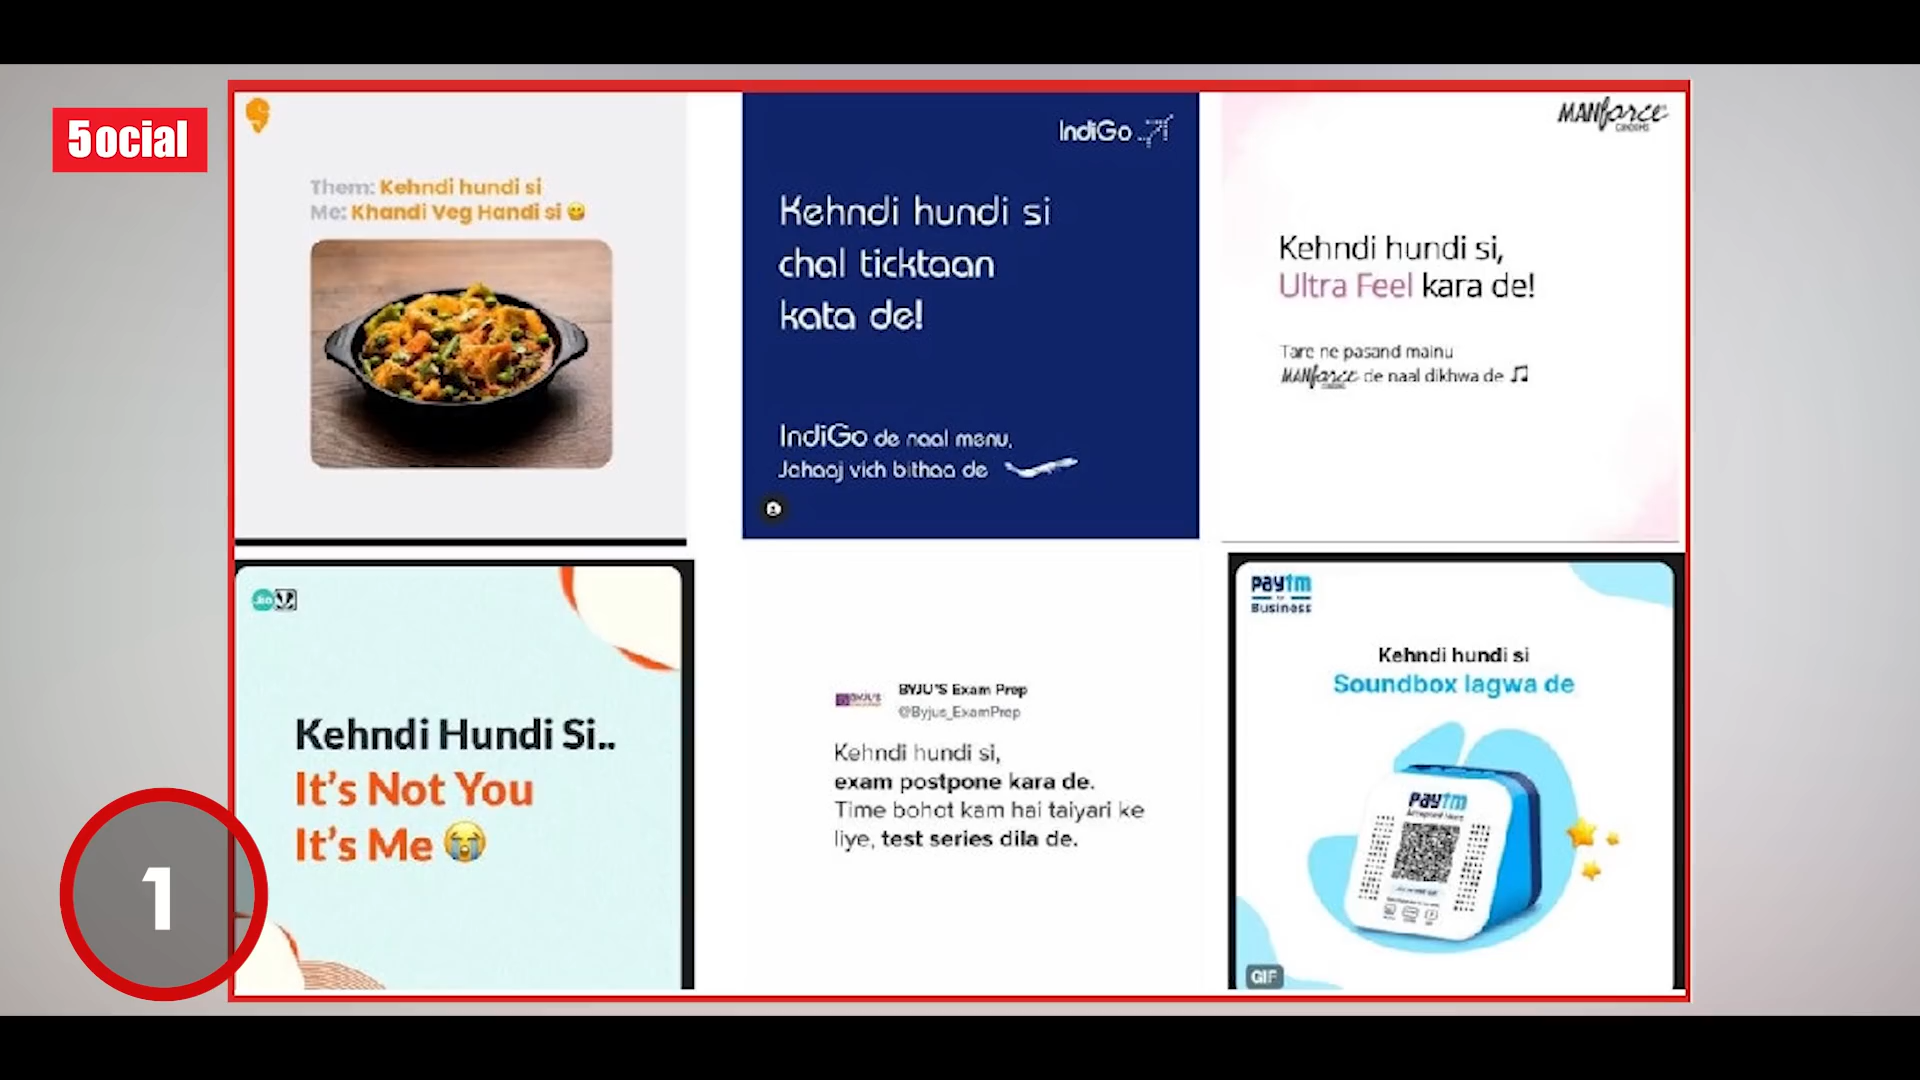 5ocial
Them: Kehndi hundi si
Me: Khandi Veg Handi si 😋
IndiGo
Kehndi hundi si
chal ticktaan
kata de!
IndiGo de naal menu,
Jahaaj vich bithaa de
MANforce
CONDOMS
Kehndi hundi si,
Ultra Feel kara de!
Tare ne pasand mainu
MANforce de naal dikhwa de 🎵
Jio
Kehndi Hundi Si..
It's Not You
It's Me 😭
BYJU'S Exam Prep
@Byjus_ExamPrep
Kehndi hundi si,
exam postpone kara de.
Time bohot kam hai taiyari ke
liye, test series dila de.
paytm
Business
Kehndi hundi si
Soundbox lagwa de
paytm
Accepted Here
GIF
1